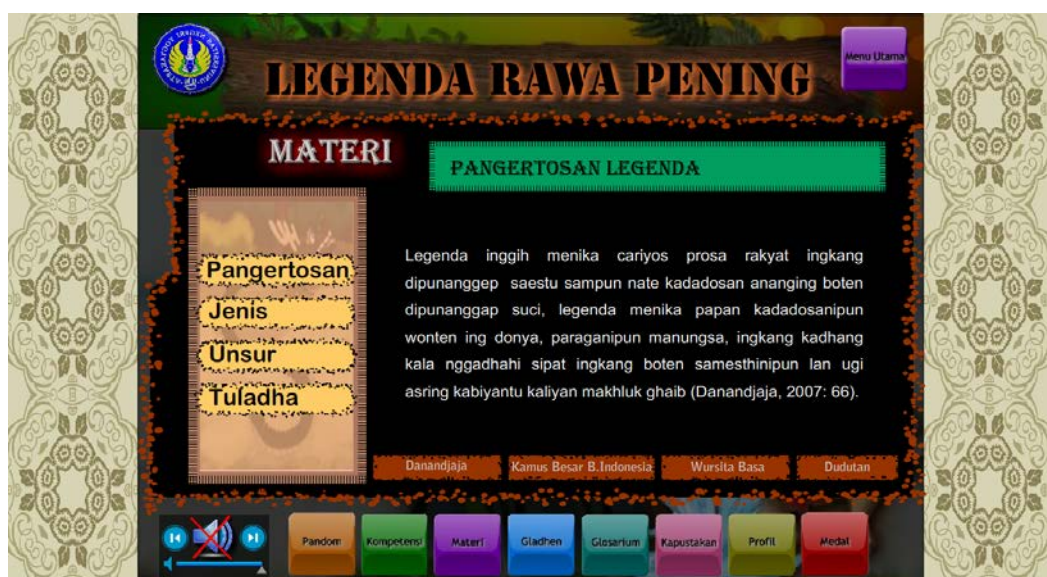 LEGENDA RAWA PENING
Menu Utama
MATERI
PANGERTOSAN LEGENDA
Pangertosan
Jenis
Unsur
Tuladha
Legenda inggih menika cariyos prosa rakyat ingkang
dipunanggep saestu sampun nate kadadosan ananging boten
dipunanggap suci, legenda menika papan kadadosanipun
wonten ing donya, paraganipun manungsa, ingkang kadhang
kala nggadhahi sipat ingkang boten samesthinipun lan ugi
asring kabiyantu kaliyan makhluk ghaib (Danandjaja, 2007: 66).
Danandjaja
Kamus Besar B.Indonesia
Wursita Basa
Dudutan
Pandom
Kompetensi
Materi
Gladhen
Glosarium
Kapustakan
Profil
Medal